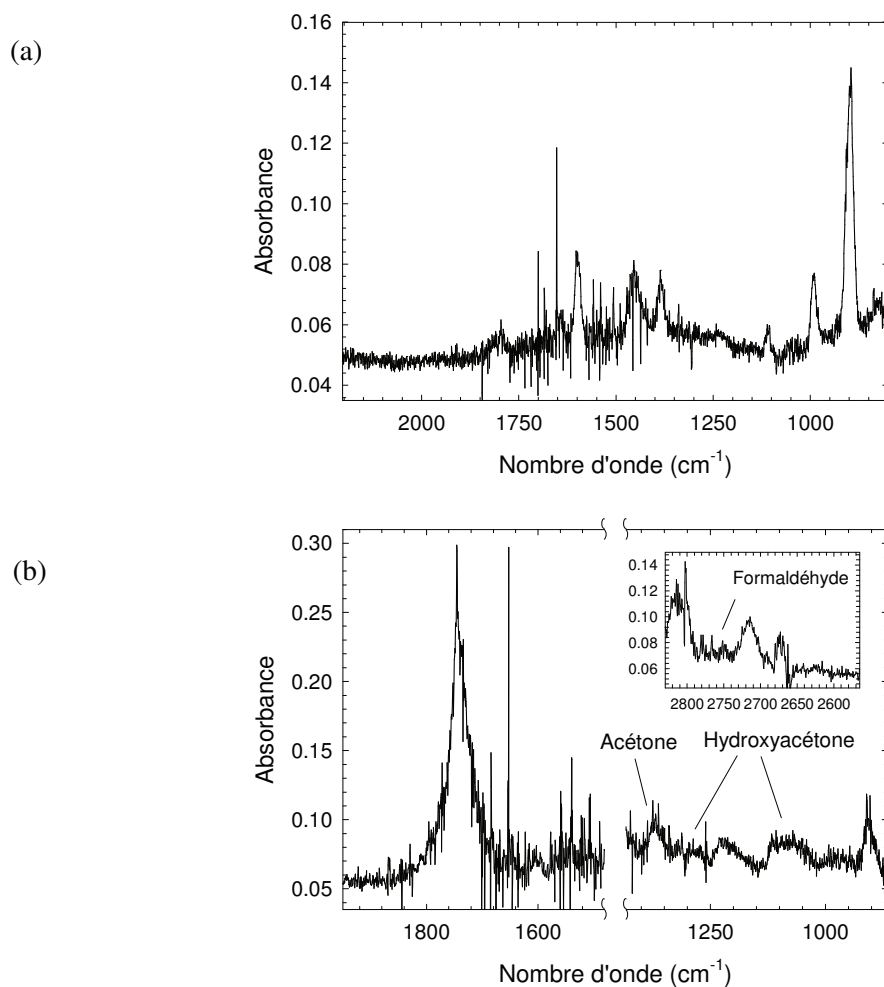 (a)
Absorbance
0.16
0.14
0.12
0.10
0.08
0.06
0.04
2000 1750 1500 1250 1000
Nombre d'onde (cm⁻¹)
(b)
Absorbance
0.30
0.25
0.20
0.15
0.10
0.05
0.14
0.12
0.10
0.08
0.06
Formaldéhyde
2800 2750 2700 2650 2600
Acétone
Hydroxyacétone
1800 1600 1250 1000
Nombre d'onde (cm⁻¹)